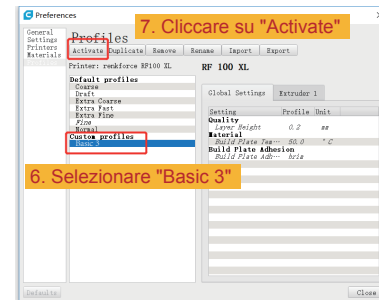 Preferences
General
Settings
Printers
Materials
Profiles
7. Cliccare su "Activate"
Activate Duplicate Remove Rename Import Export
Printer: renkforce RF100 XL
RF 100 XL
Default profiles
Coarse
Draft
Extra Coarse
Extra Fast
Extra Fine
Fine
Normal
Custom profiles
Basic 3
6. Selezionare "Basic 3"
Global Settings Extruder 1
Setting Profile Unit
Quality
Layer Height 0.2 mm
Material
Build Plate Tem··· 50.0 °C
Build Plate Adhesion
Build Plate Adh··· brim
Defaults
Close